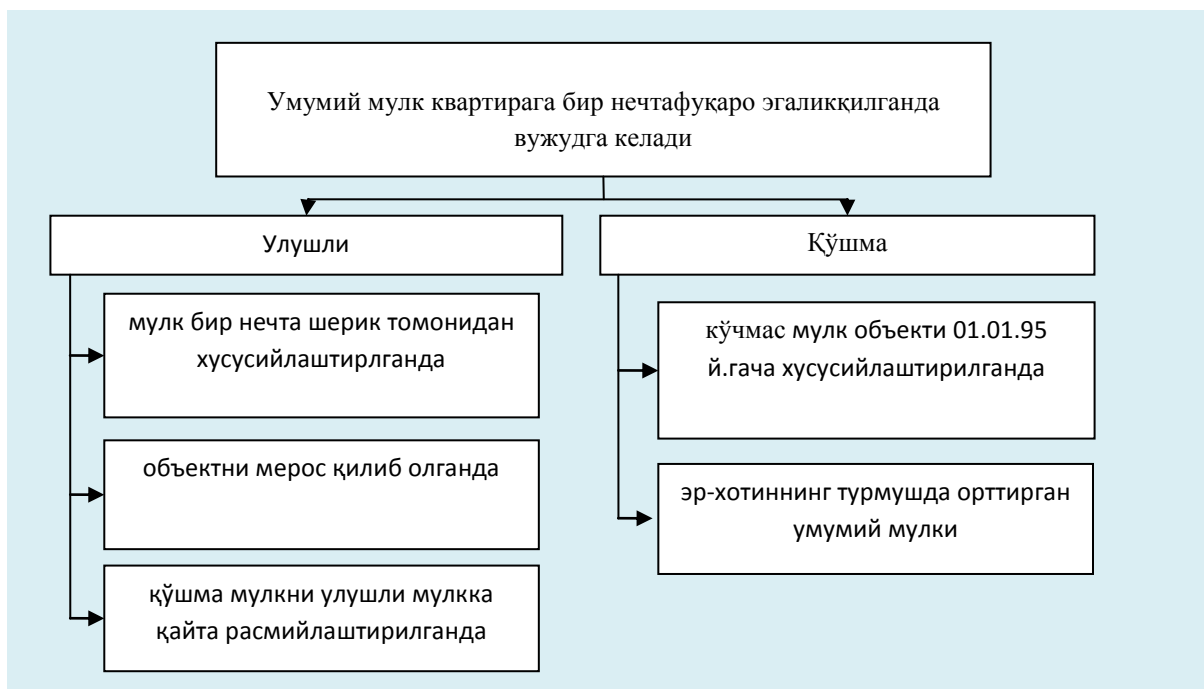 Умумий мулк квартирага бир нечтафуқаро эгаликқилганда
вужудга келади
Улушли
Қўшма
мулк бир нечта шерик томонидан
хусусийлаштирлганда
кўчмас мулк объекти 01.01.95
й.гача хусусийлаштирилганда
объектни мерос қилиб олганда
эр-хотиннинг турмушда орттирган
умумий мулки
қўшма мулкни улушли мулкка
қайта расмийлаштирилганда